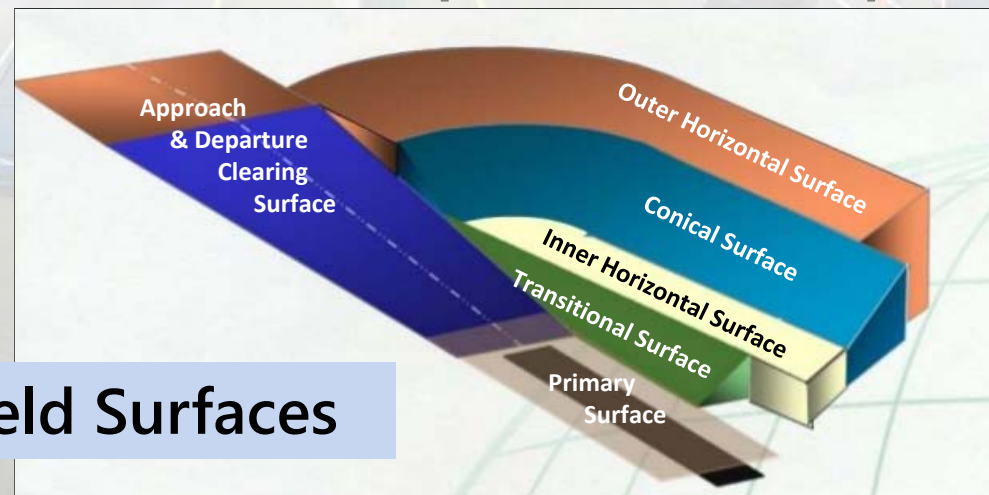 Approach
& Departure
Clearing
Surface
Outer Horizontal Surface
Conical Surface
Inner Horizontal Surface
Transitional Surface
Primary
Surface
eld Surfaces